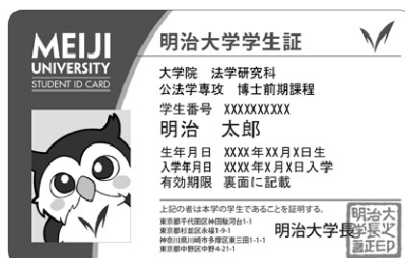 MEIJI
UNIVERSITY
STUDENT ID CARD
明治大学学生証
大学院 法学研究科
公法学専攻 博士前期課程
学生番号 XXXXXXXXXX
明治 太郎
生年月日 XXXX年XX月X日生
入学年月日 XXXX年X月X日入学
有効期限 裏面に記載
上記の者は本学の学生であることを証明する。
東京都千代田区神田駿河台1-1
東京都杉並区永福1-9-1
神奈川県川崎市多摩区東三田1-1-1
東京都中野区中野4-21-1
明治大学長